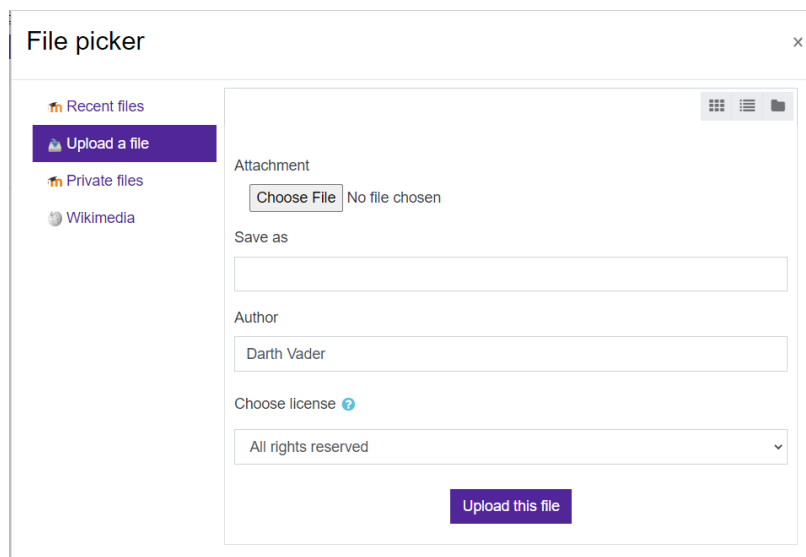 File picker
×
Recent files
Upload a file
Private files
Wikimedia
Attachment
Choose File No file chosen
Save as
Author
Darth Vader
Choose license ?
All rights reserved
Upload this file